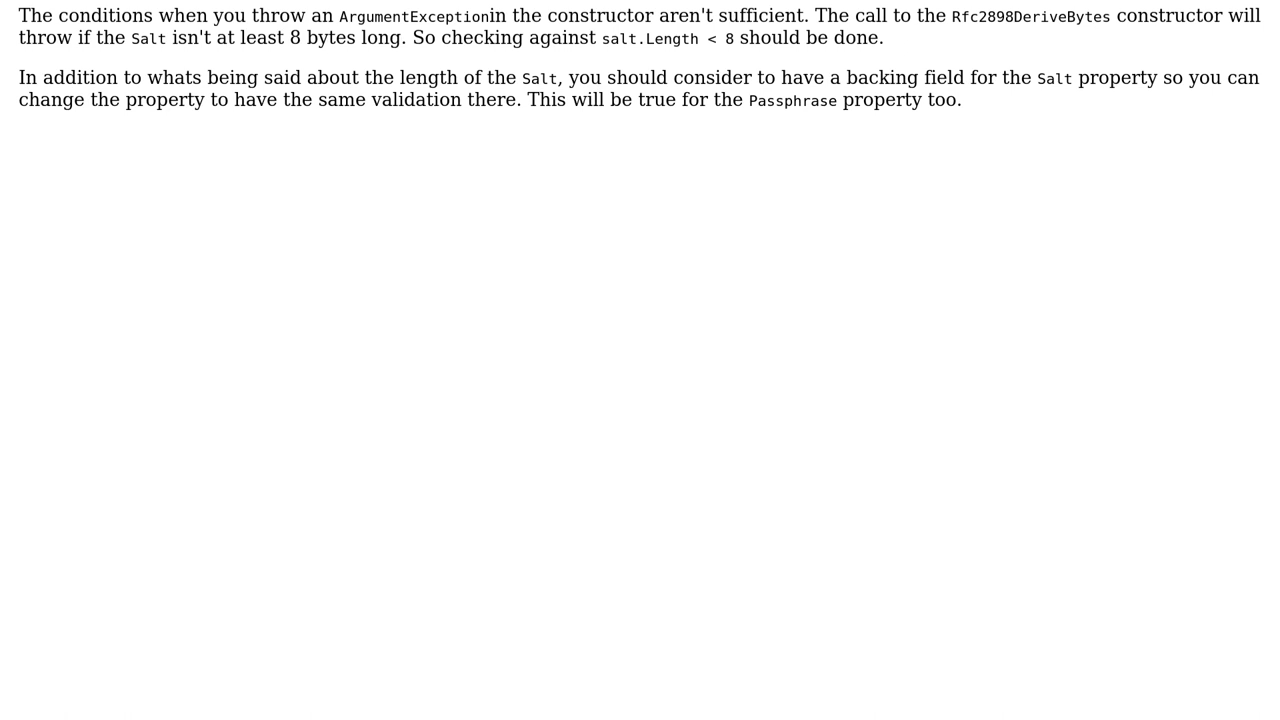 The conditions when you throw an ArgumentExceptionin the constructor aren't sufficient. The call to the Rfc2898DeriveBytes constructor will
throw if the Salt isn't at least 8 bytes long. So checking against salt.Length < 8 should be done.
In addition to whats being said about the length of the Salt, you should consider to have a backing field for the Salt property so you can
change the property to have the same validation there. This will be true for the Passphrase property too.